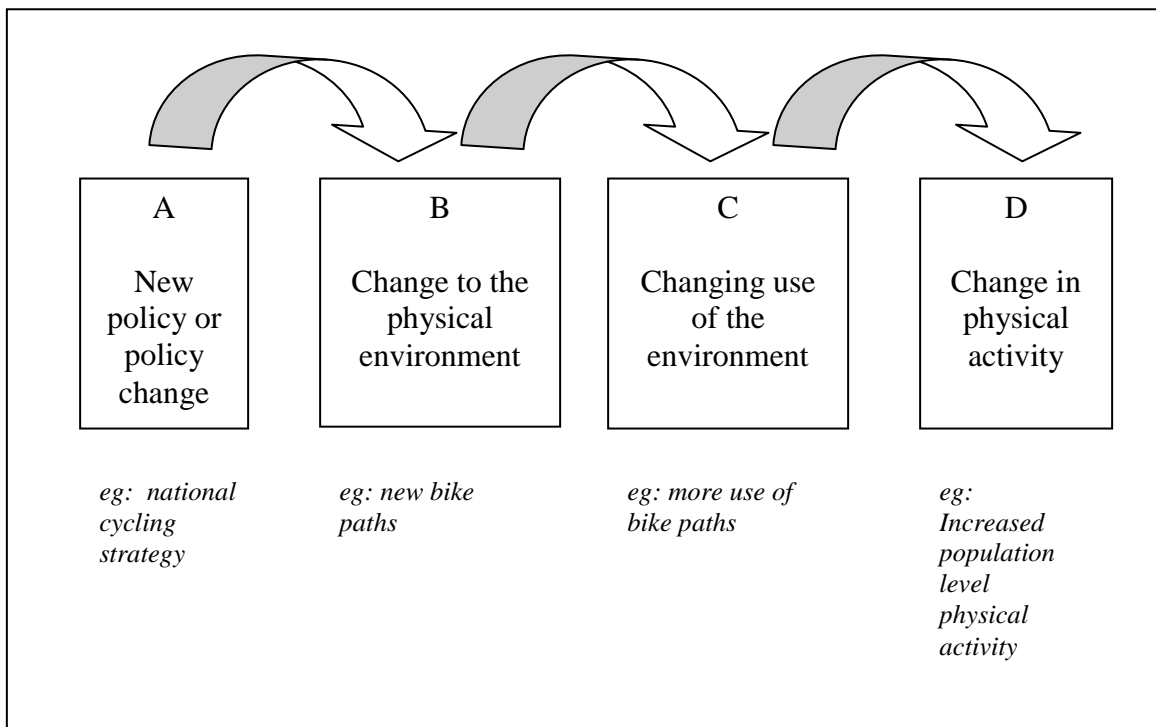 A
New
policy or
policy
change
B
Change to the
physical
environment
C
Changing use
of the
environment
D
Change in
physical
activity
eg:  national
cycling
strategy
eg: new bike
paths
eg: more use of
bike paths
eg:
Increased
population
level
physical
activity